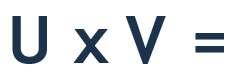 U x V =